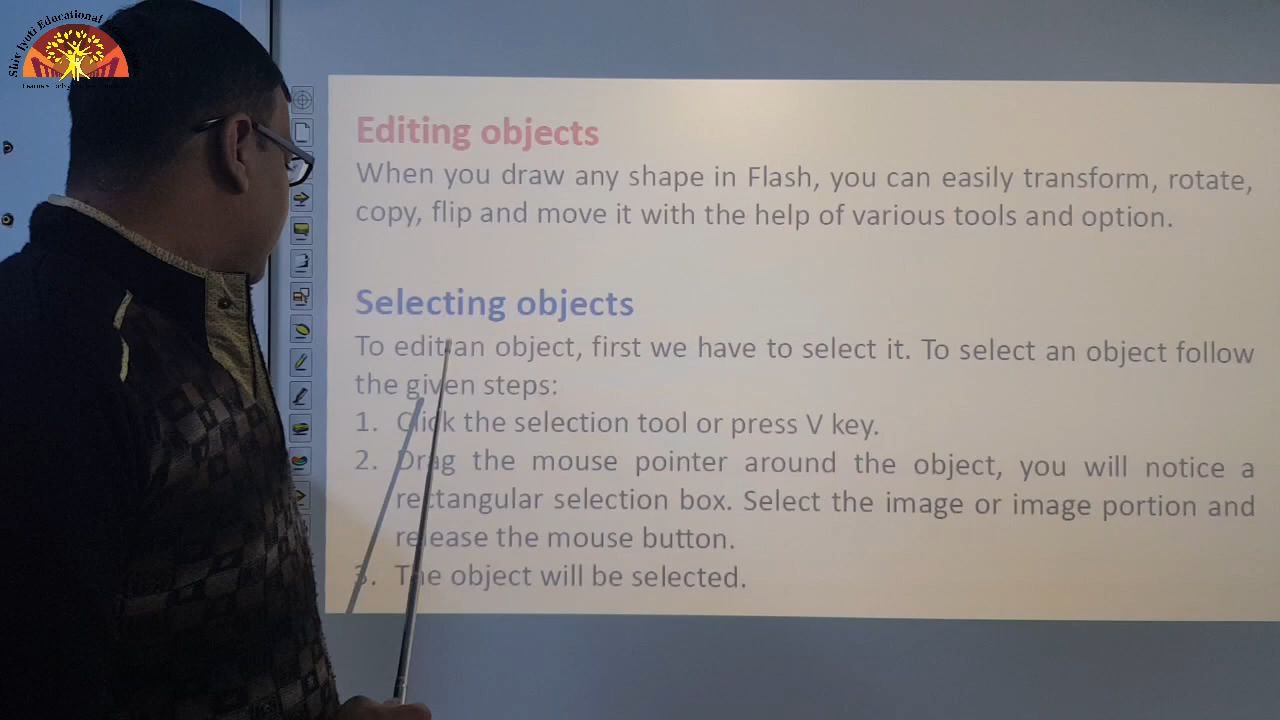 Shiv Jyoti Educational
Editing objects
When you draw any shape in Flash, you can easily transform, rotate,
copy, flip and move it with the help of various tools and option.
Selecting objects
To edit an object, first we have to select it. To select an object follow
the given steps:
1. Click the selection tool or press V key.
2. Drag the mouse pointer around the object, you will notice a
rectangular selection box. Select the image or image portion and
release the mouse button.
3. The object will be selected.